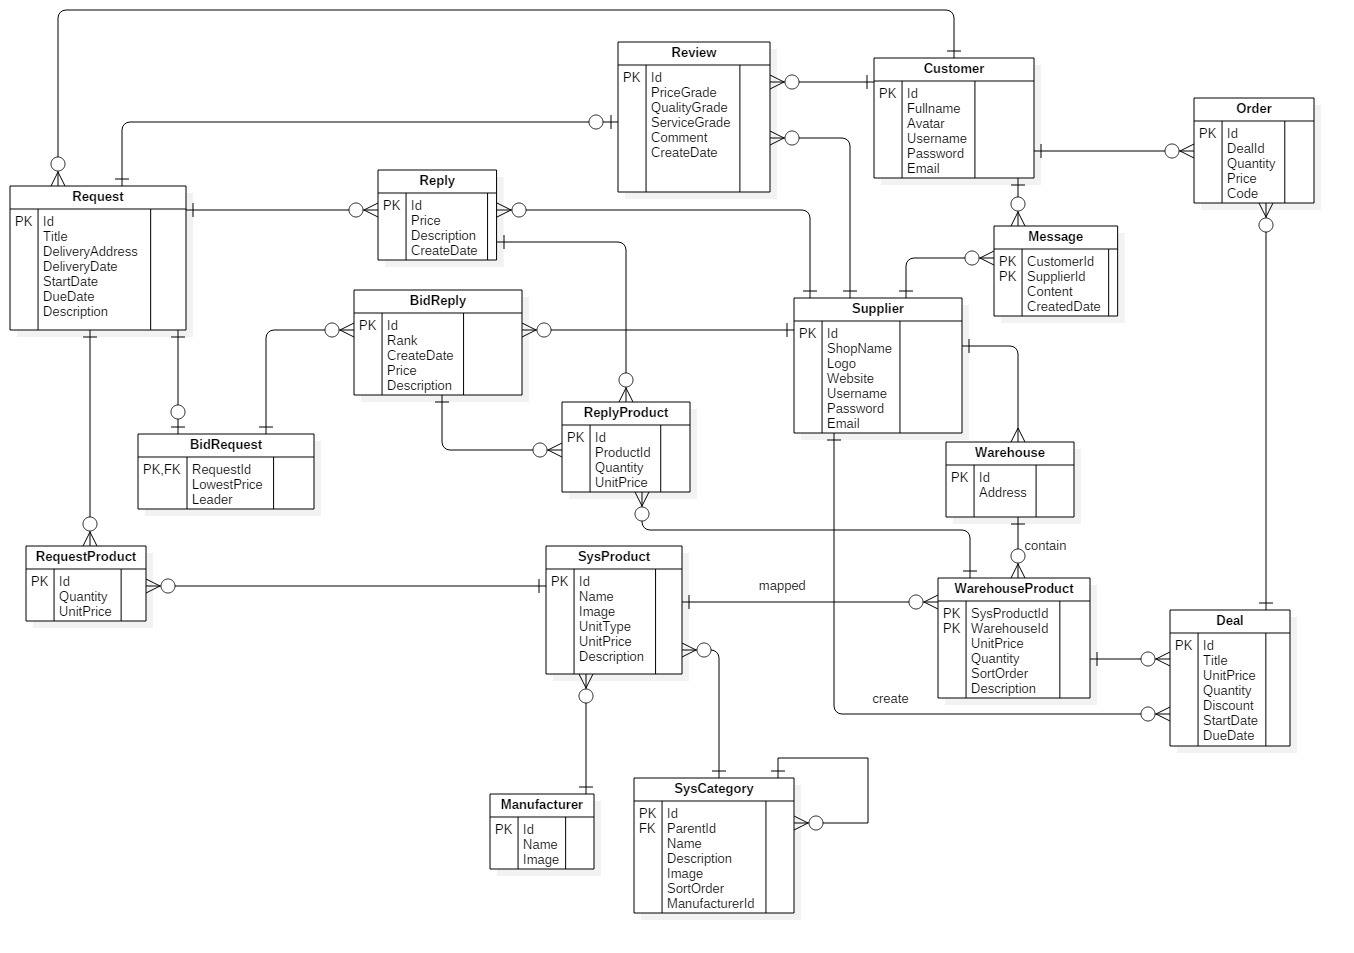 Review
PK Id
PriceGrade
QualityGrade
ServiceGrade
Comment
CreateDate
Customer
PK Id
Fullname
Avatar
Username
Password
Email
Order
PK Id
DealId
Quantity
Price
Code
Request
PK Id
Title
DeliveryAddress
DeliveryDate
StartDate
DueDate
Description
Reply
PK Id
Price
Description
CreateDate
Message
PK CustomerId
PK SupplierId
Content
CreatedDate
BidReply
PK Id
Rank
CreateDate
Price
Description
Supplier
PK Id
ShopName
Logo
Website
Username
Password
Email
ReplyProduct
PK Id
ProductId
Quantity
UnitPrice
BidRequest
PK,FK RequestId
LowestPrice
Leader
Warehouse
PK Id
Address
contain
RequestProduct
PK Id
Quantity
UnitPrice
SysProduct
PK Id
Name
Image
UnitType
UnitPrice
Description
mapped
WarehouseProduct
PK SysProductId
PK WarehouseId
UnitPrice
Quantity
SortOrder
Description
create
Deal
PK Id
Title
UnitPrice
Quantity
Discount
StartDate
DueDate
Manufacturer
PK Id
Name
Image
SysCategory
PK Id
FK ParentId
Name
Description
Image
SortOrder
ManufacturerId